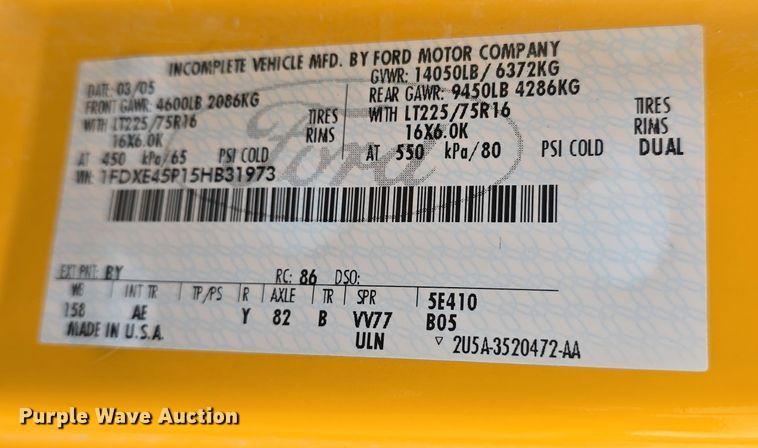 INCOMPLETE VEHICLE MFD. BY FORD MOTOR COMPANY
DATE: 03/05 GVWR: 14050LB/ 6372KG
FRONT GAWR: 4600LB 2086KG REAR GAWR: 9450LB 4286KG
WITH LT225/75R16 TIRES WITH LT225/75R16 TIRES
16X6.0K RIMS 16X6.0K RIMS
AT 450 kPa/65 PSI COLD AT 550 kPa/80 PSI COLD DUAL
VIN: 1FDXE45P15HB31973
Ford
EXT PNT: BY RC: 86 DSO:
WB INT TR TP/PS R AXLE TR SPR 5E410
158 AE Y 82 B VV77 B05
MADE IN U.S.A. ULN ▽ 2U5A-3520472-AA
Purple Wave Auction